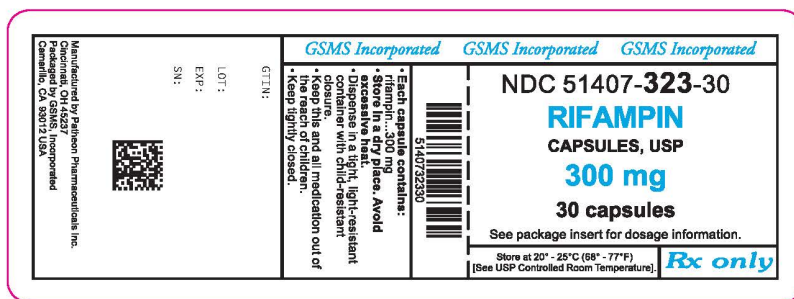 GSMS Incorporated GSMS Incorporated GSMS Incorporated
NDC 51407-323-30
RIFAMPIN
CAPSULES, USP
300 mg
30 capsules
See package insert for dosage information.
Store at 20° - 25°C (68° - 77°F)
[See USP Controlled Room Temperature].
Rx only
51407323330
• Each capsule contains:
rifampin...300 mg
• Store in a dry place. Avoid
excessive heat.
• Dispense in a tight, light-resistant
container with child-resistant
closure.
• Keep this and all medication out of
the reach of children.
• Keep tightly closed.
GTIN:
LOT:
EXP:
SN:
Manufactured by Patheon Pharmaceuticals Inc.
Cincinnati, OH 45237
Packaged by GSMS, Incorporated
Camarillo, CA 93012 USA